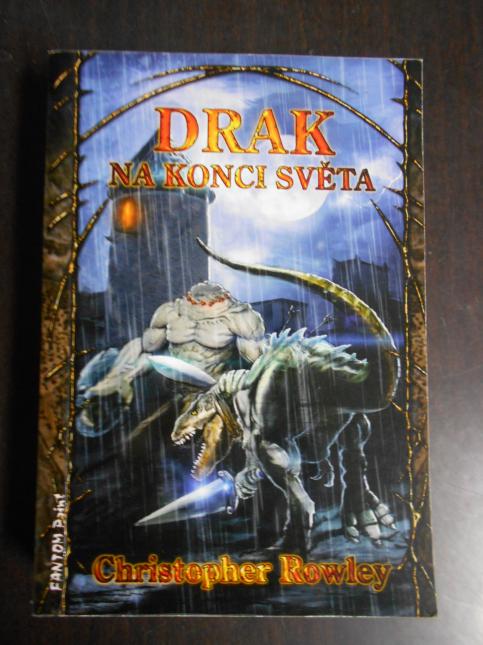 DRAK
NA KONCI SVĚTA
Christopher Rowley
FANTOM Print